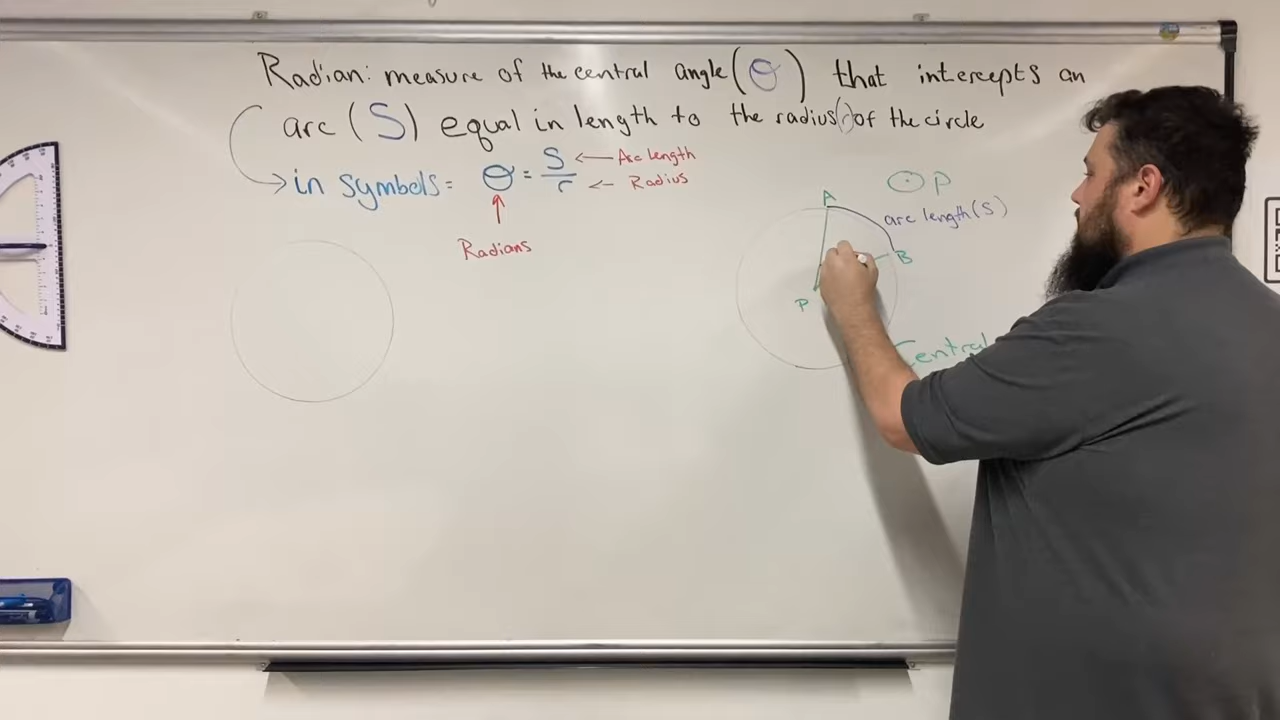 Radian: measure of the central angle (θ) that intercepts an
arc (S) equal in length to the radius (r) of the circle
in symbols = θ = S/r
Arc length
Radius
Radians
⊙ P
A
arc length (S)
B
P
Central